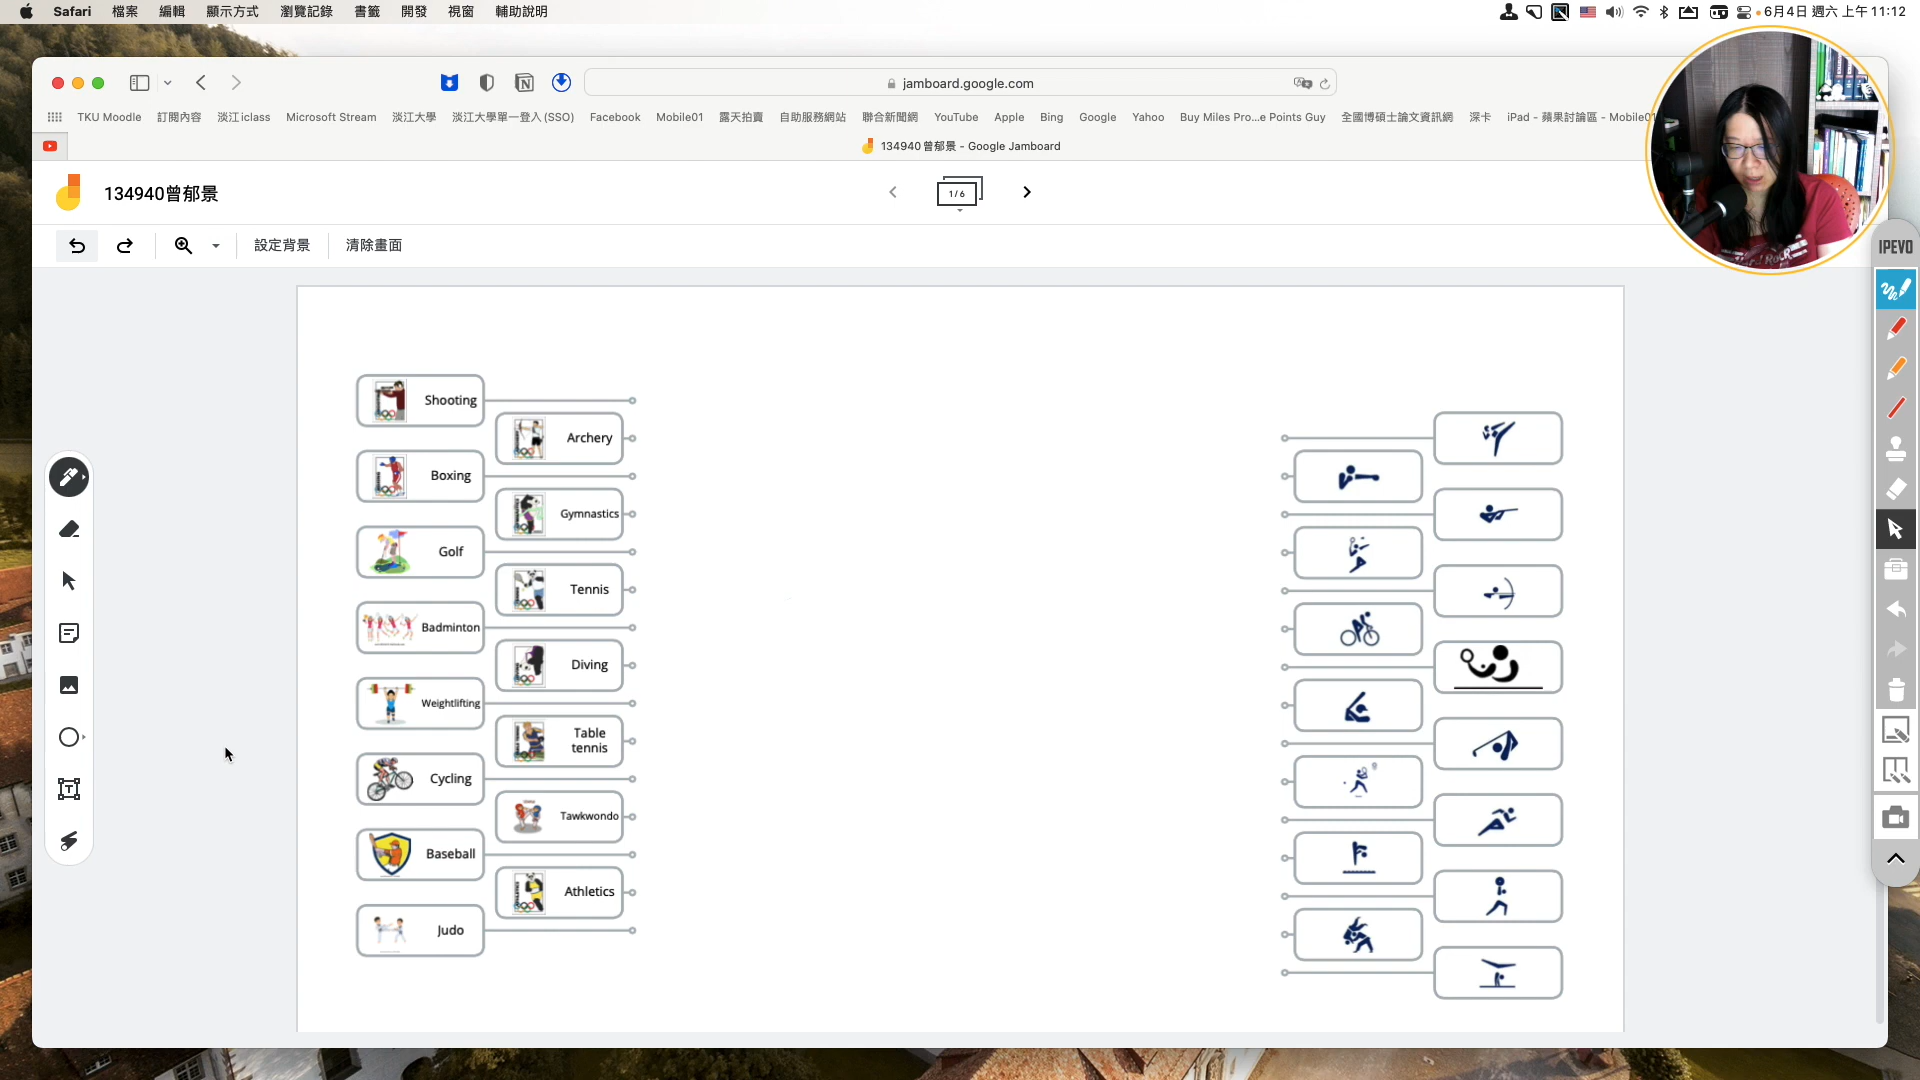 Safari 檔案 編輯 顯示方式 瀏覽記錄 書籤 開發 視窗 輔助說明 6月4日 週六 上午11:12
jamboard.google.com
TKU Moodle 訂閱內容 淡江iclass Microsoft Stream 淡江大學 淡江大學單一登入(SSO) Facebook Mobile01 露天拍賣 自助服務網站 聯合新聞網 YouTube Apple Bing Google Yahoo Buy Miles Pro...e Points Guy 全國博碩士論文資訊網 深卡 iPad - 蘋果討論區 - Mobile01
134940曾郁景 - Google Jamboard
134940曾郁景
1/6
設定背景 清除畫面
IPEVO
Shooting
Archery
Boxing
Gymnastics
Golf
Tennis
Badminton
Diving
Weightlifting
Table
tennis
Cycling
Tawkwondo
Baseball
Athletics
Judo